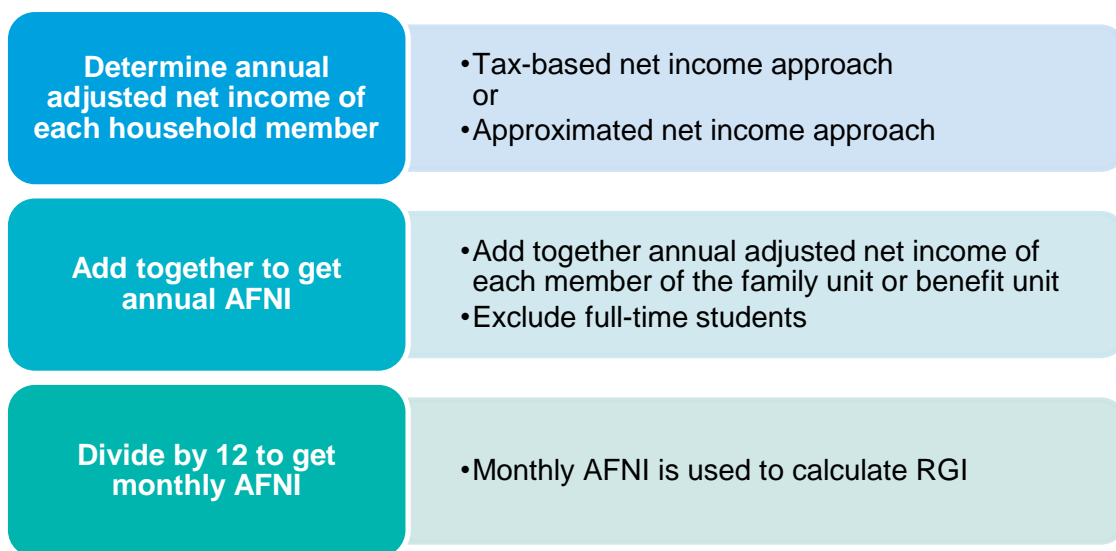 Determine annual
adjusted net income of
each household member
•Tax-based net income approach
or
•Approximated net income approach
Add together to get
annual AFNI
•Add together annual adjusted net income of
each member of the family unit or benefit unit
•Exclude full-time students
Divide by 12 to get
monthly AFNI
•Monthly AFNI is used to calculate RGI